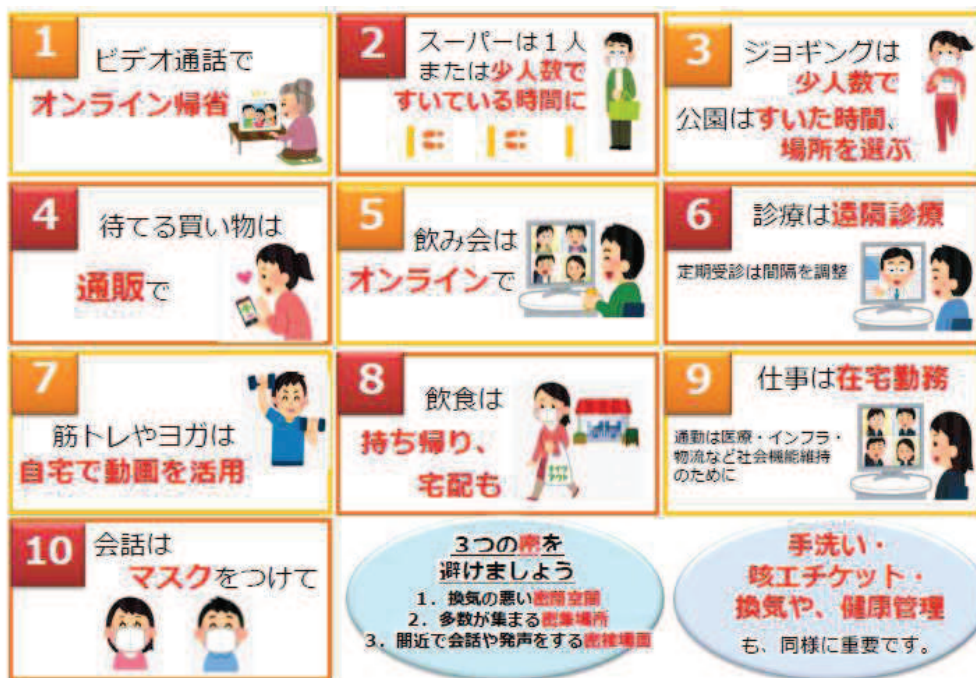 1
ビデオ通話で
オンライン帰省
2
スーパーは１人
または少人数で
すいている時間に
3
ジョギングは
少人数で
公園はすいた時間、
場所を選ぶ
4
待てる買い物は
通販で
5
飲み会は
オンラインで
6
診療は遠隔診療
定期受診は間隔を調整
7
筋トレやヨガは
自宅で動画を活用
8
飲食は
持ち帰り、
宅配も
テイク
アウト
9
仕事は在宅勤務
通勤は医療・インフラ・
物流など社会機能維持
のために
10
会話は
マスクをつけて
３つの密を
避けましょう
１．換気の悪い密閉空間
２．多数が集まる密集場所
３．間近で会話や発声をする密接場面
手洗い・
咳エチケット・
換気や、健康管理
も、同様に重要です。